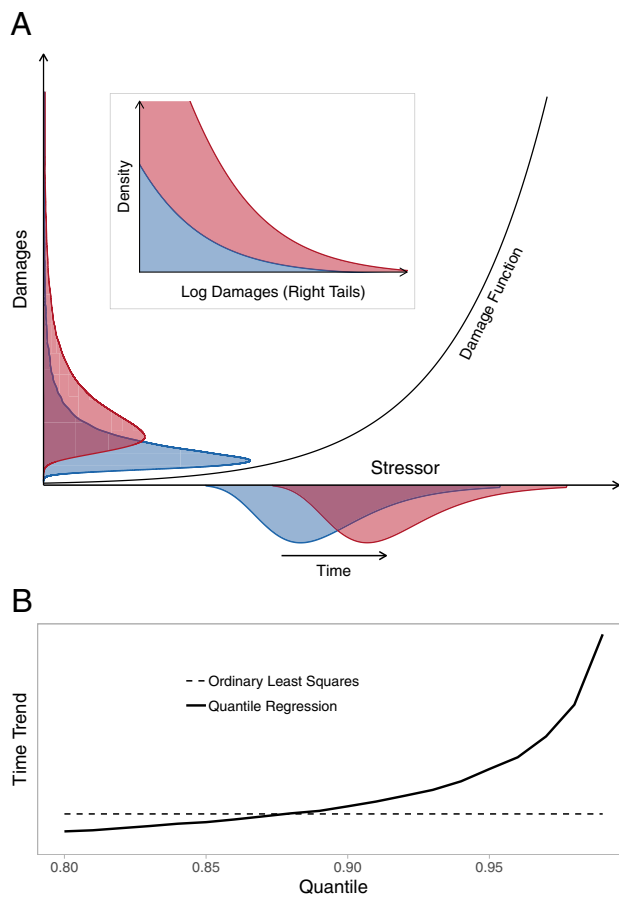 A
Damages
Density
Log Damages (Right Tails)
Damage Function
Stressor
Time
B
Time Trend
Ordinary Least Squares
Quantile Regression
0.80 0.85 0.90 0.95
Quantile